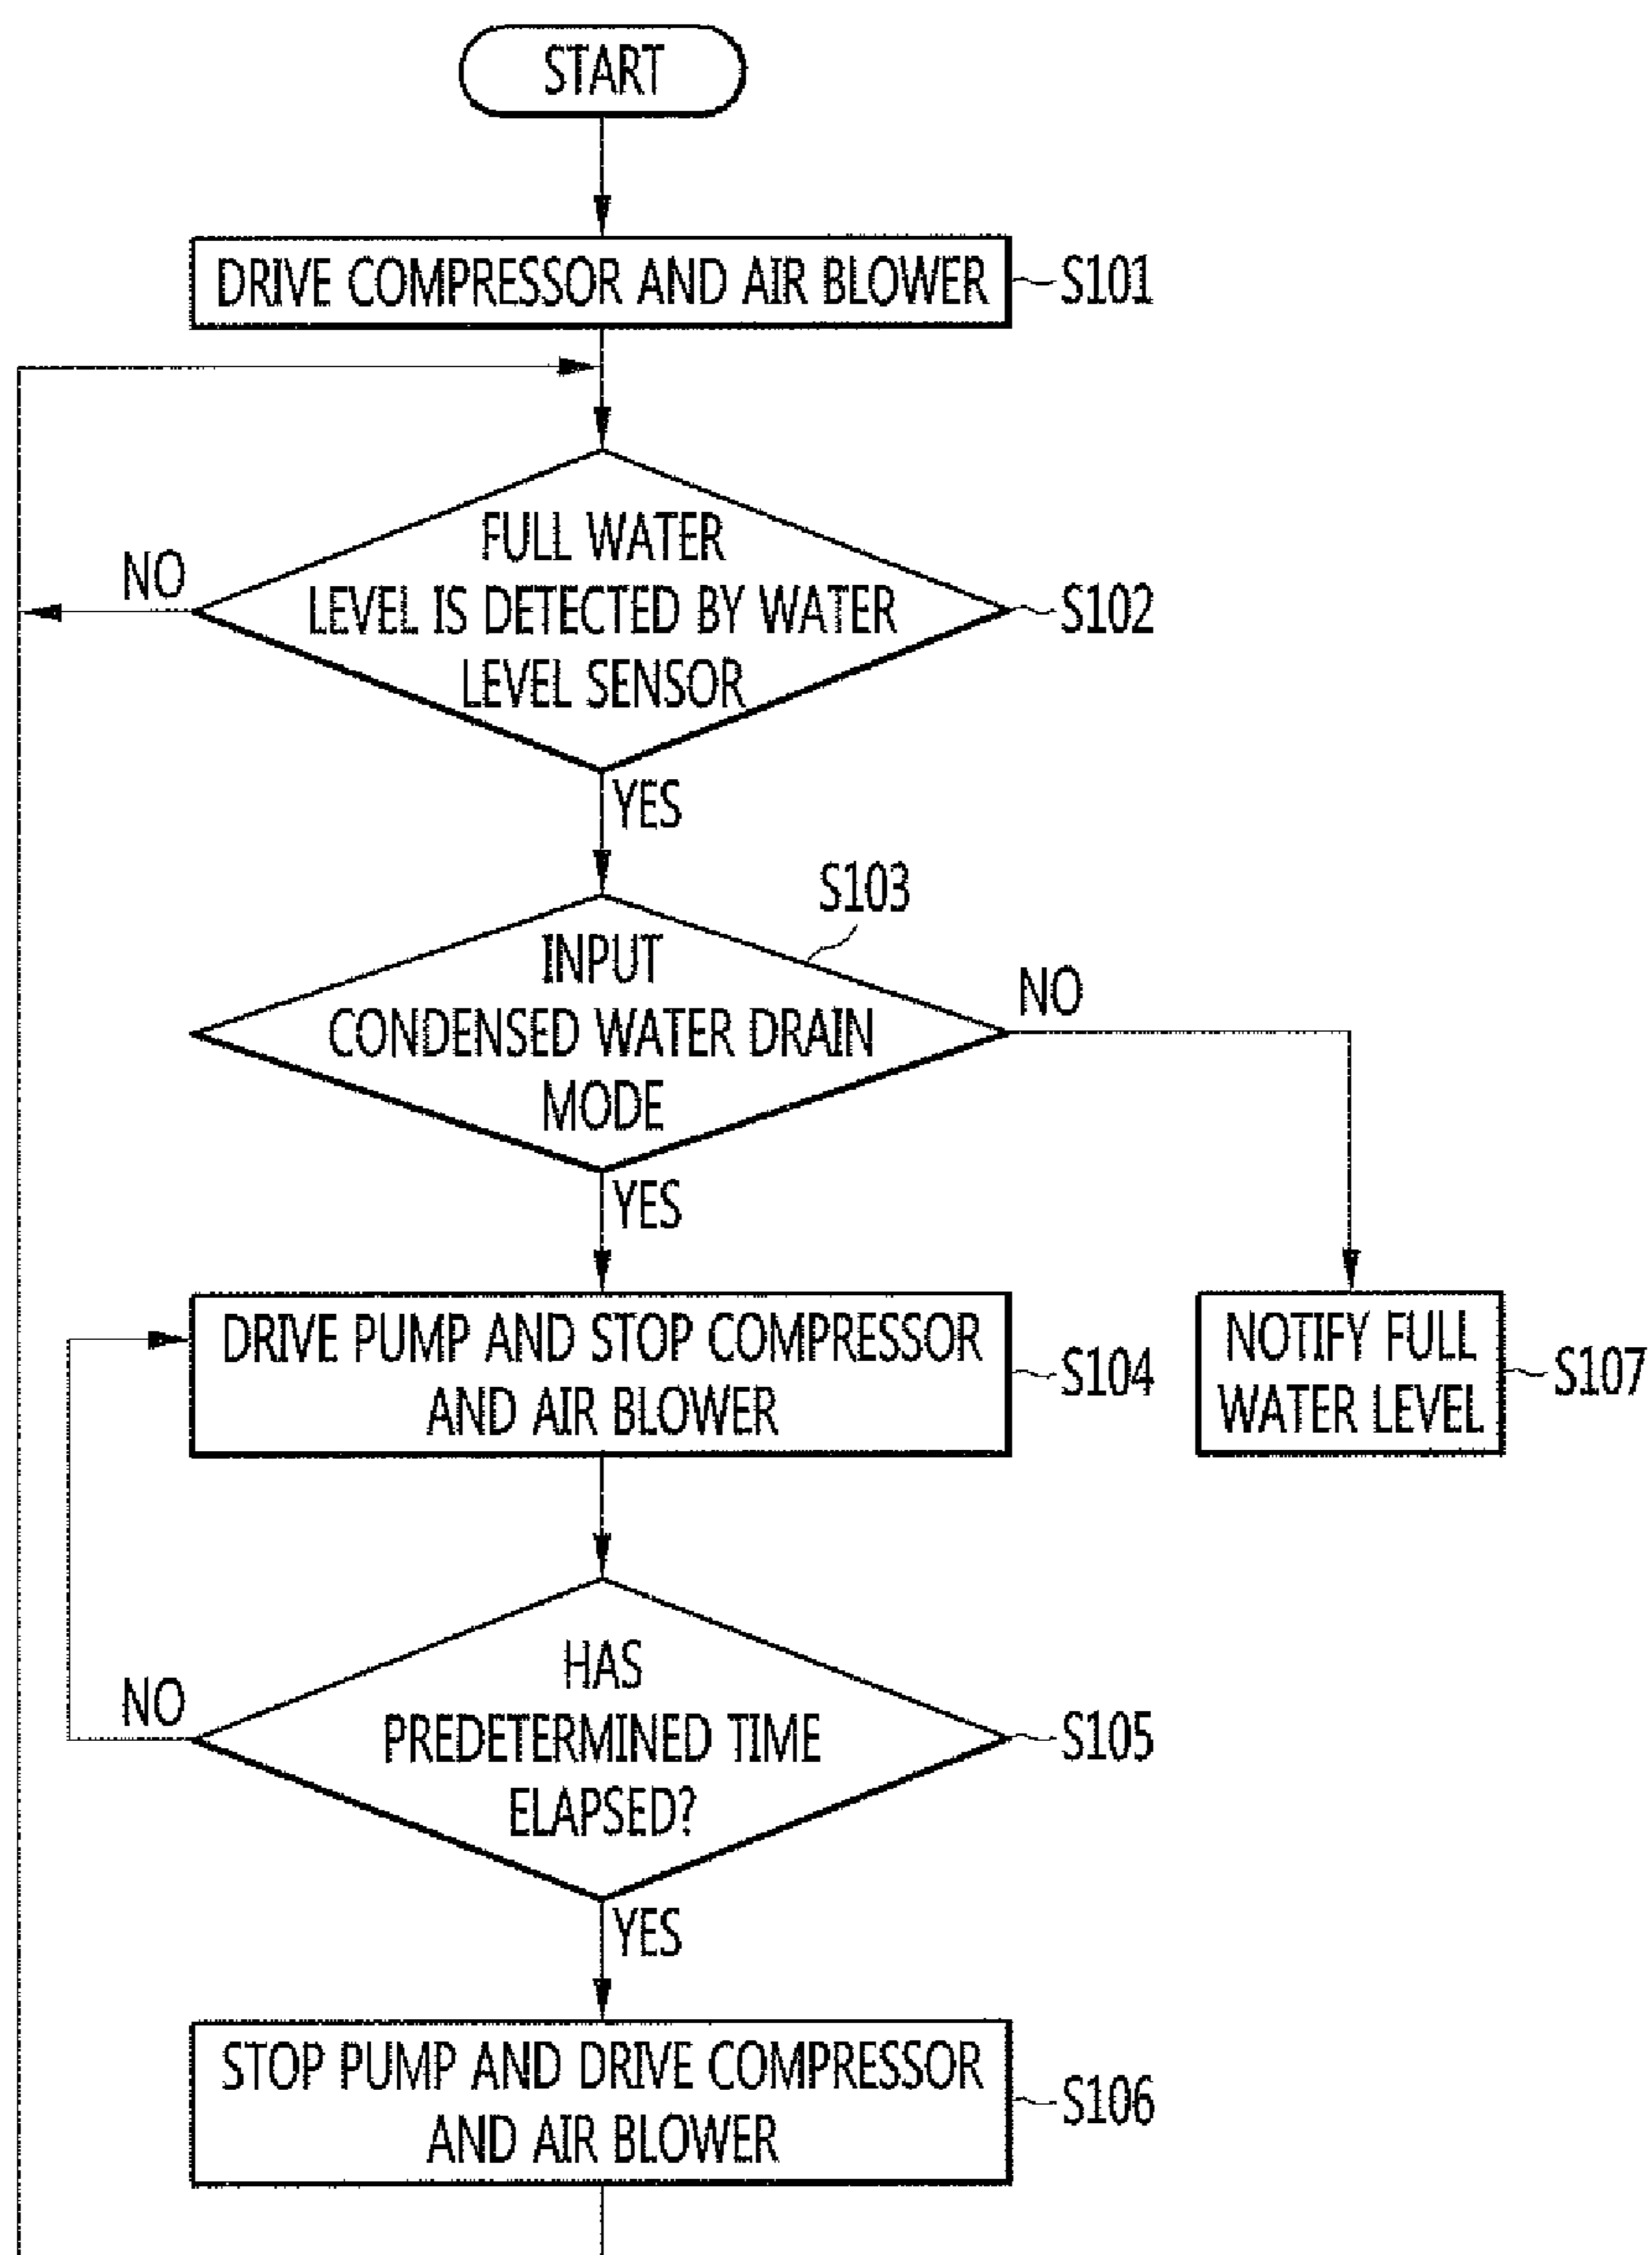 START
DRIVE COMPRESSOR AND AIR BLOWER
S101
FULL WATER
LEVEL IS DETECTED BY WATER
LEVEL SENSOR
NO
S102
YES
S103
INPUT
CONDENSED WATER DRAIN
MODE
NO
YES
DRIVE PUMP AND STOP COMPRESSOR
AND AIR BLOWER
S104
NOTIFY FULL
WATER LEVEL
S107
HAS
PREDETERMINED TIME
ELAPSED?
NO
S105
YES
STOP PUMP AND DRIVE COMPRESSOR
AND AIR BLOWER
S106